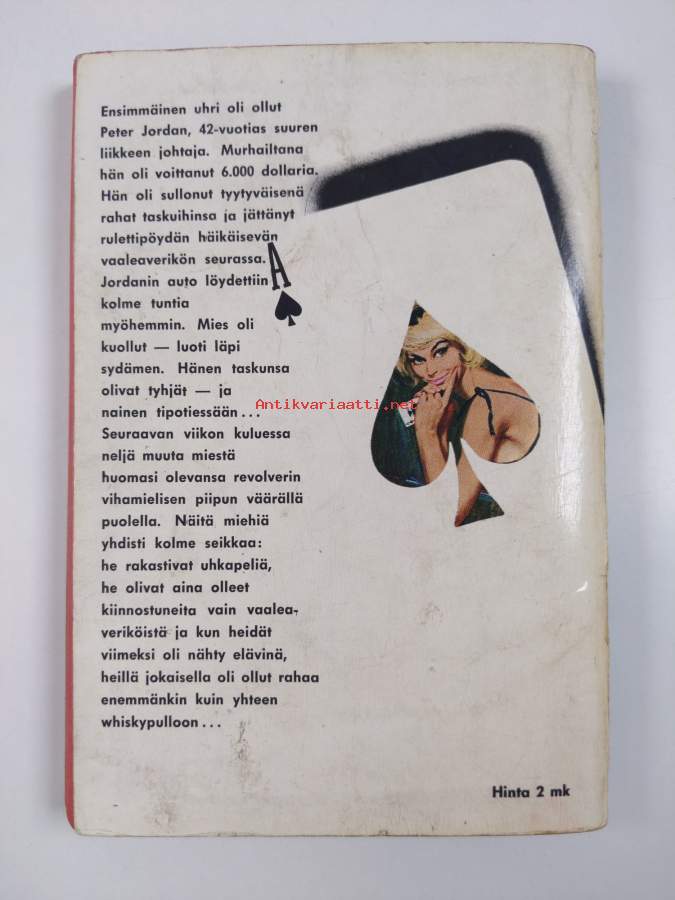 Ensimmäinen uhri oli ollut
Peter Jordan, 42-vuotias suuren
liikkeen johtaja. Murhailtana
hän oli voittanut 6.000 dollaria.
Hän oli sullonut tyytyväisenä
rahat taskuihinsa ja jättänyt
rulettipöydän häikäisevän
vaaleaverikön seurassa.
Jordanin auto löydettiin
kolme tuntia
myöhemmin. Mies oli
kuollut — luoti läpi
sydämen. Hänen taskunsa
olivat tyhjät — ja
nainen tipotiessään...
Seuraavan viikon kuluessa
neljä muuta miestä
huomasi olevansa revolverin
vihamielisen piipun väärällä
puolella. Näitä miehiä
yhdisti kolme seikkaa:
he rakastivat uhkapeliä,
he olivat aina olleet
kiinnostuneita vain vaalea-
veriköistä ja kun heidät
viimeksi oli nähty elävinä,
heillä jokaisella oli ollut rahaa
enemmänkin kuin yhteen
whiskypulloon...
A
Antikvariaatti.net
Hinta 2 mk